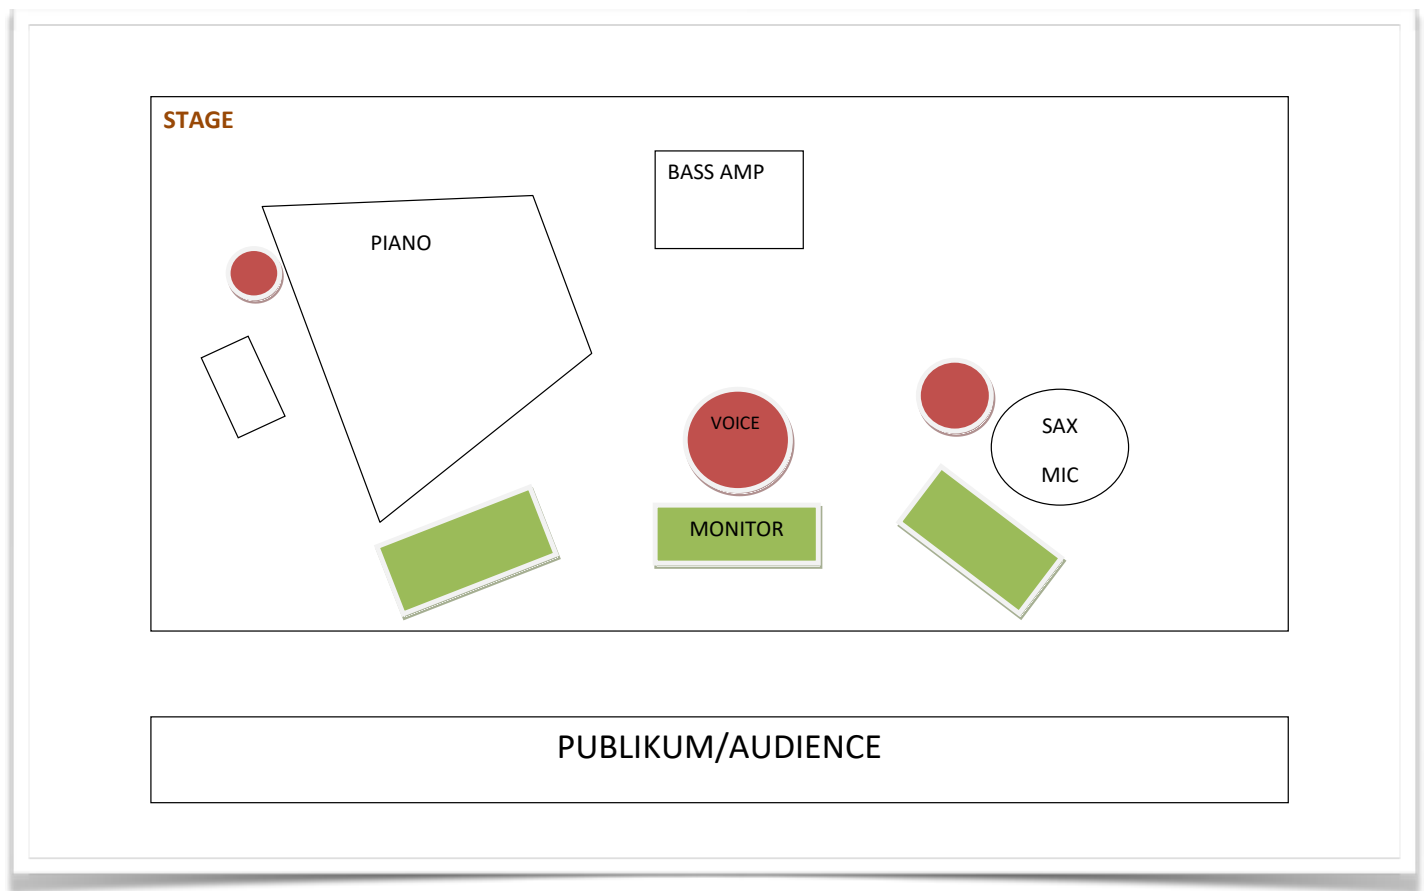 STAGE
BASS AMP
PIANO
VOICE
SAX
MIC
MONITOR
PUBLIKUM/AUDIENCE